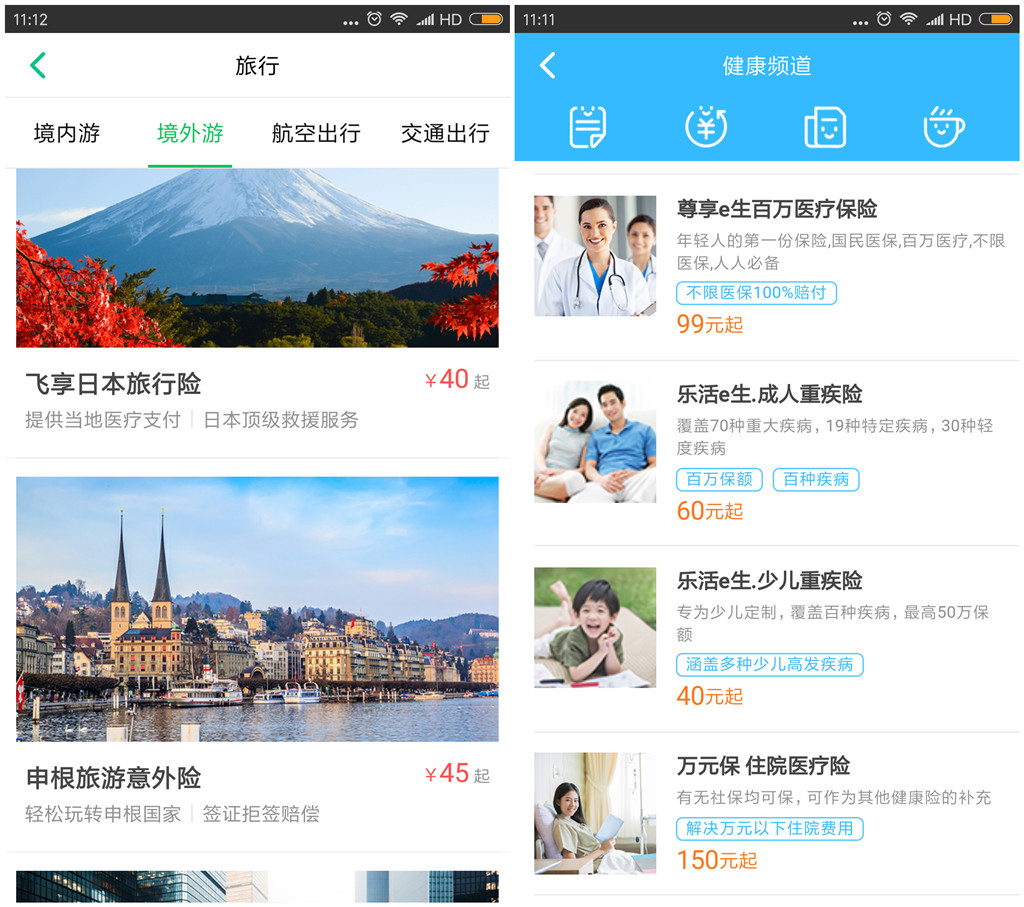 11:12
HD
旅行
境内游
境外游
航空出行
交通出行
飞享日本旅行险
¥40起
提供当地医疗支付 | 日本顶级救援服务
申根旅游意外险
¥45起
轻松玩转申根国家 | 签证拒签赔偿
11:11
HD
健康频道
尊享e生百万医疗保险
年轻人的第一份保险,国民医保,百万医疗,不限
医保,人人必备
不限医保100%赔付
99元起
乐活e生.成人重疾险
覆盖70种重大疾病，19种特定疾病，30种轻
度疾病
百万保额
百种疾病
60元起
乐活e生.少儿重疾险
专为少儿定制，覆盖百种疾病，最高50万保
额
涵盖多种少儿高发疾病
40元起
万元保 住院医疗险
有无社保均可保，可作为其他健康险的补充
解决万元以下住院费用
150元起